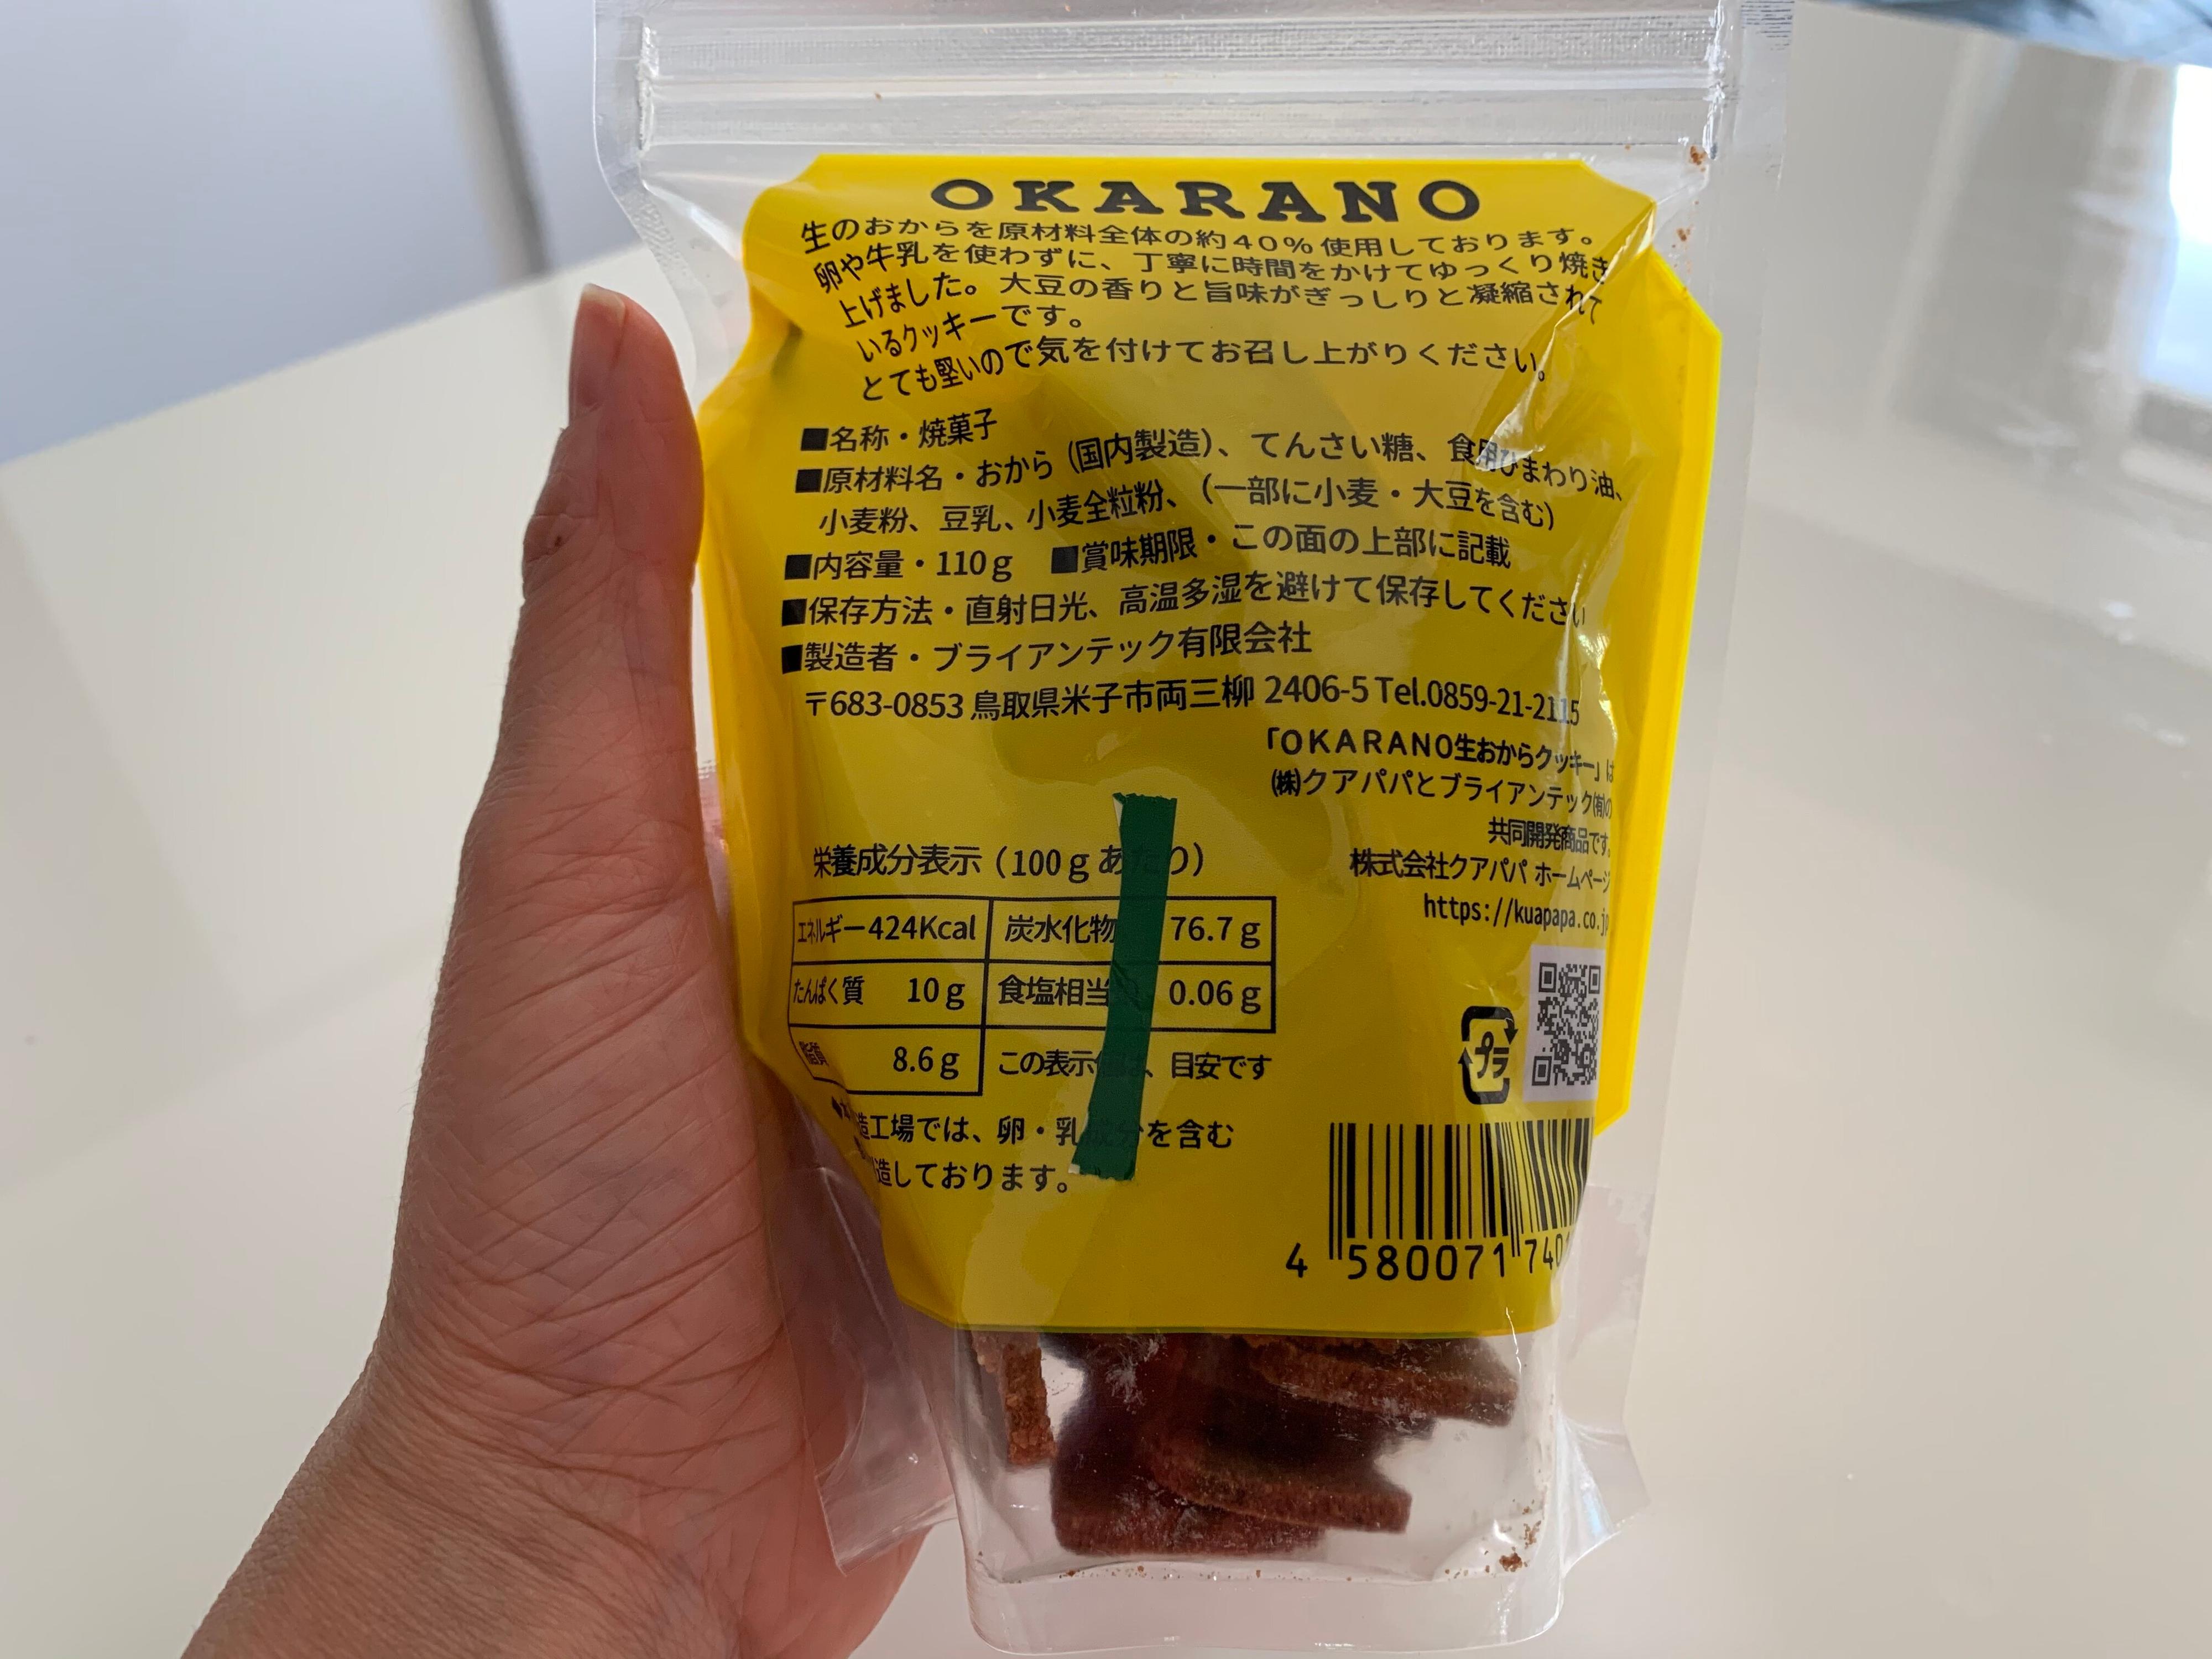 OKARANO
生のおからを原材料全体の約40%使用しております。
卵や牛乳を使わずに、丁寧に時間をかけてゆっくり焼き
上げました。大豆の香りと旨味がぎっしりと凝縮されて
いるクッキーです。
とても堅いので気を付けてお召し上がりください。
■名称・焼菓子
■原材料名・おから(国内製造)、てんさい糖、食用ひまわり油、
小麦粉、豆乳、小麦全粒粉、(一部に小麦・大豆を含む)
■内容量・110g ■賞味期限・この面の上部に記載
■保存方法・直射日光、高温多湿を避けて保存してください
■製造者・ブライアンテック有限会社
〒683-0853 鳥取県米子市両三柳 2406-5 Tel.0859-21-2115
「OKARANO生おからクッキー」は
㈱クアパパとブライアンテック㈲の
共同開発商品です。
株式会社クアパパ ホームページ
https://kuapapa.co.jp
栄養成分表示(100gあたり)
エネルギー424Kcal 炭水化物 76.7g
たんぱく質 10g 食塩相当 0.06g
脂質 8.6g この表示値は、目安です
造工場では、卵・乳成分を含む
造しております。
プラ
4 580071 740